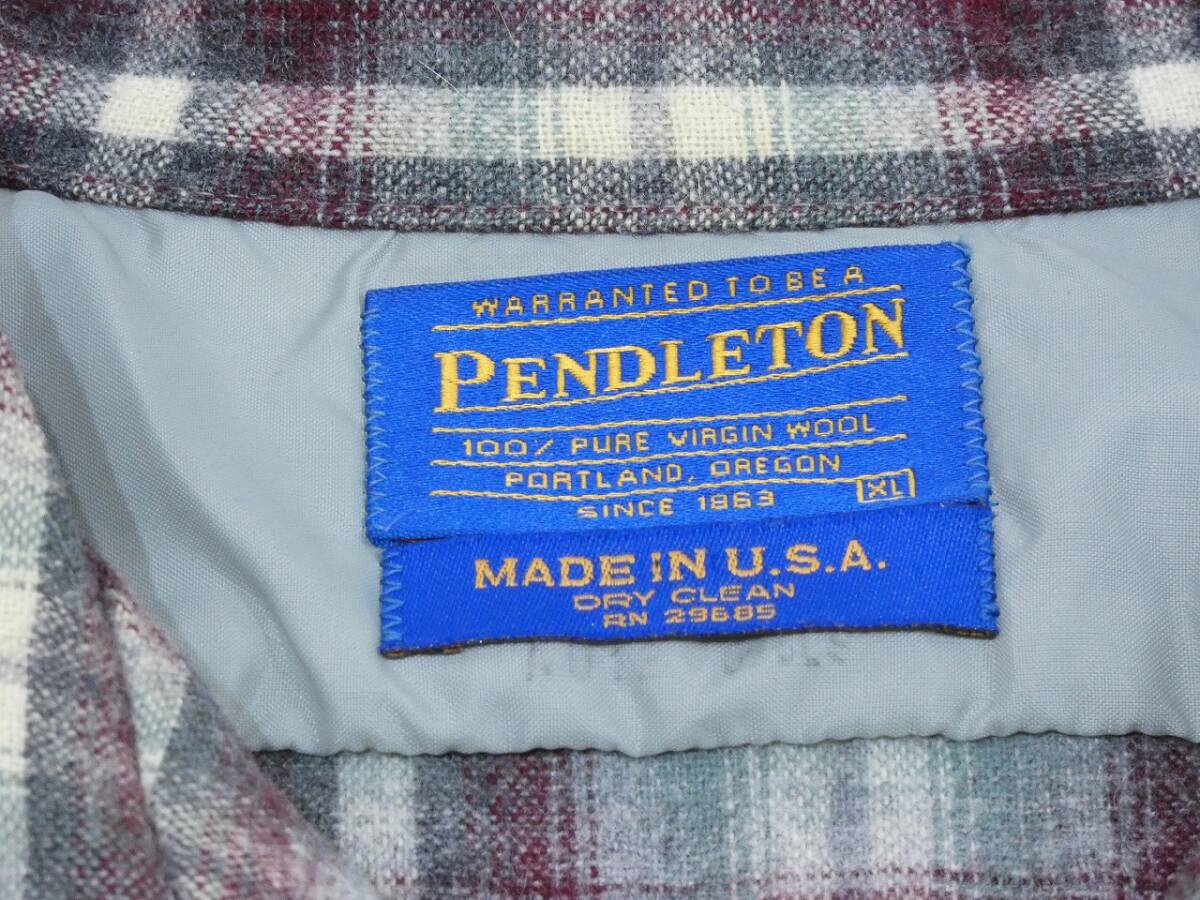 WARRANTED TO BE A
PENDLETON
100% PURE VIRGIN WOOL
PORTLAND, OREGON
SINCE 1863
XL
MADE IN U.S.A.
DRY CLEAN
RN 29685